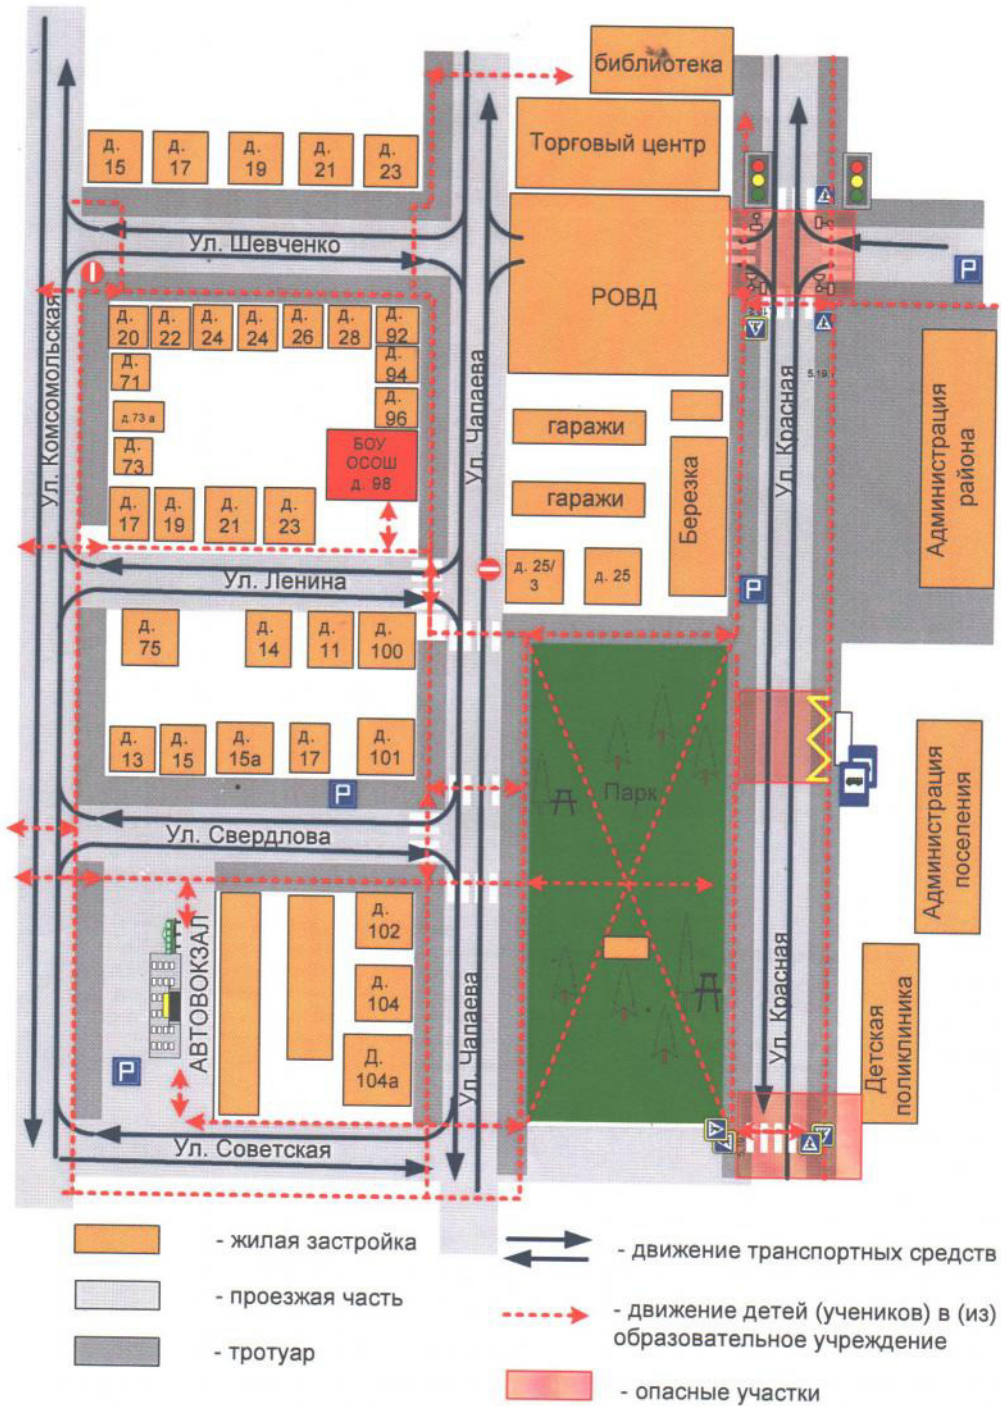 библиотека
Торговый центр
РОВД
д.
15
д.
17
д.
19
д.
21
д.
23
Ул. Шевченко
P
д.
20
д.
22
д.
24
д.
24
д.
26
д.
28
д.
92
д.
71
д.
94
д. 73 а
д.
96
д.
73
БОУ
ОСОШ
д. 98
д.
17
д.
19
д.
21
д.
23
Ул. Комсомольская
Ул. Чапаева
гаражи
гаражи
Березка
д. 25/
3
д. 25
Ул. Красная
5.19.
Администрация
района
P
Ул. Ленина
д.
75
д.
14
д.
11
д.
100
д.
13
д.
15
д.
15а
д.
17
д.
101
P
Ул. Свердлова
Парк
Администрация
поселения
АВТОВОКЗАЛ
P
д.
102
д.
104
Д.
104а
Ул. Чапаева
Ул. Красная
Детская
поликлиника
Ул. Советская
- жилая застройка
- проезжая часть
- тротуар
- движение транспортных средств
- движение детей (учеников) в (из)
образовательное учреждение
- опасные участки